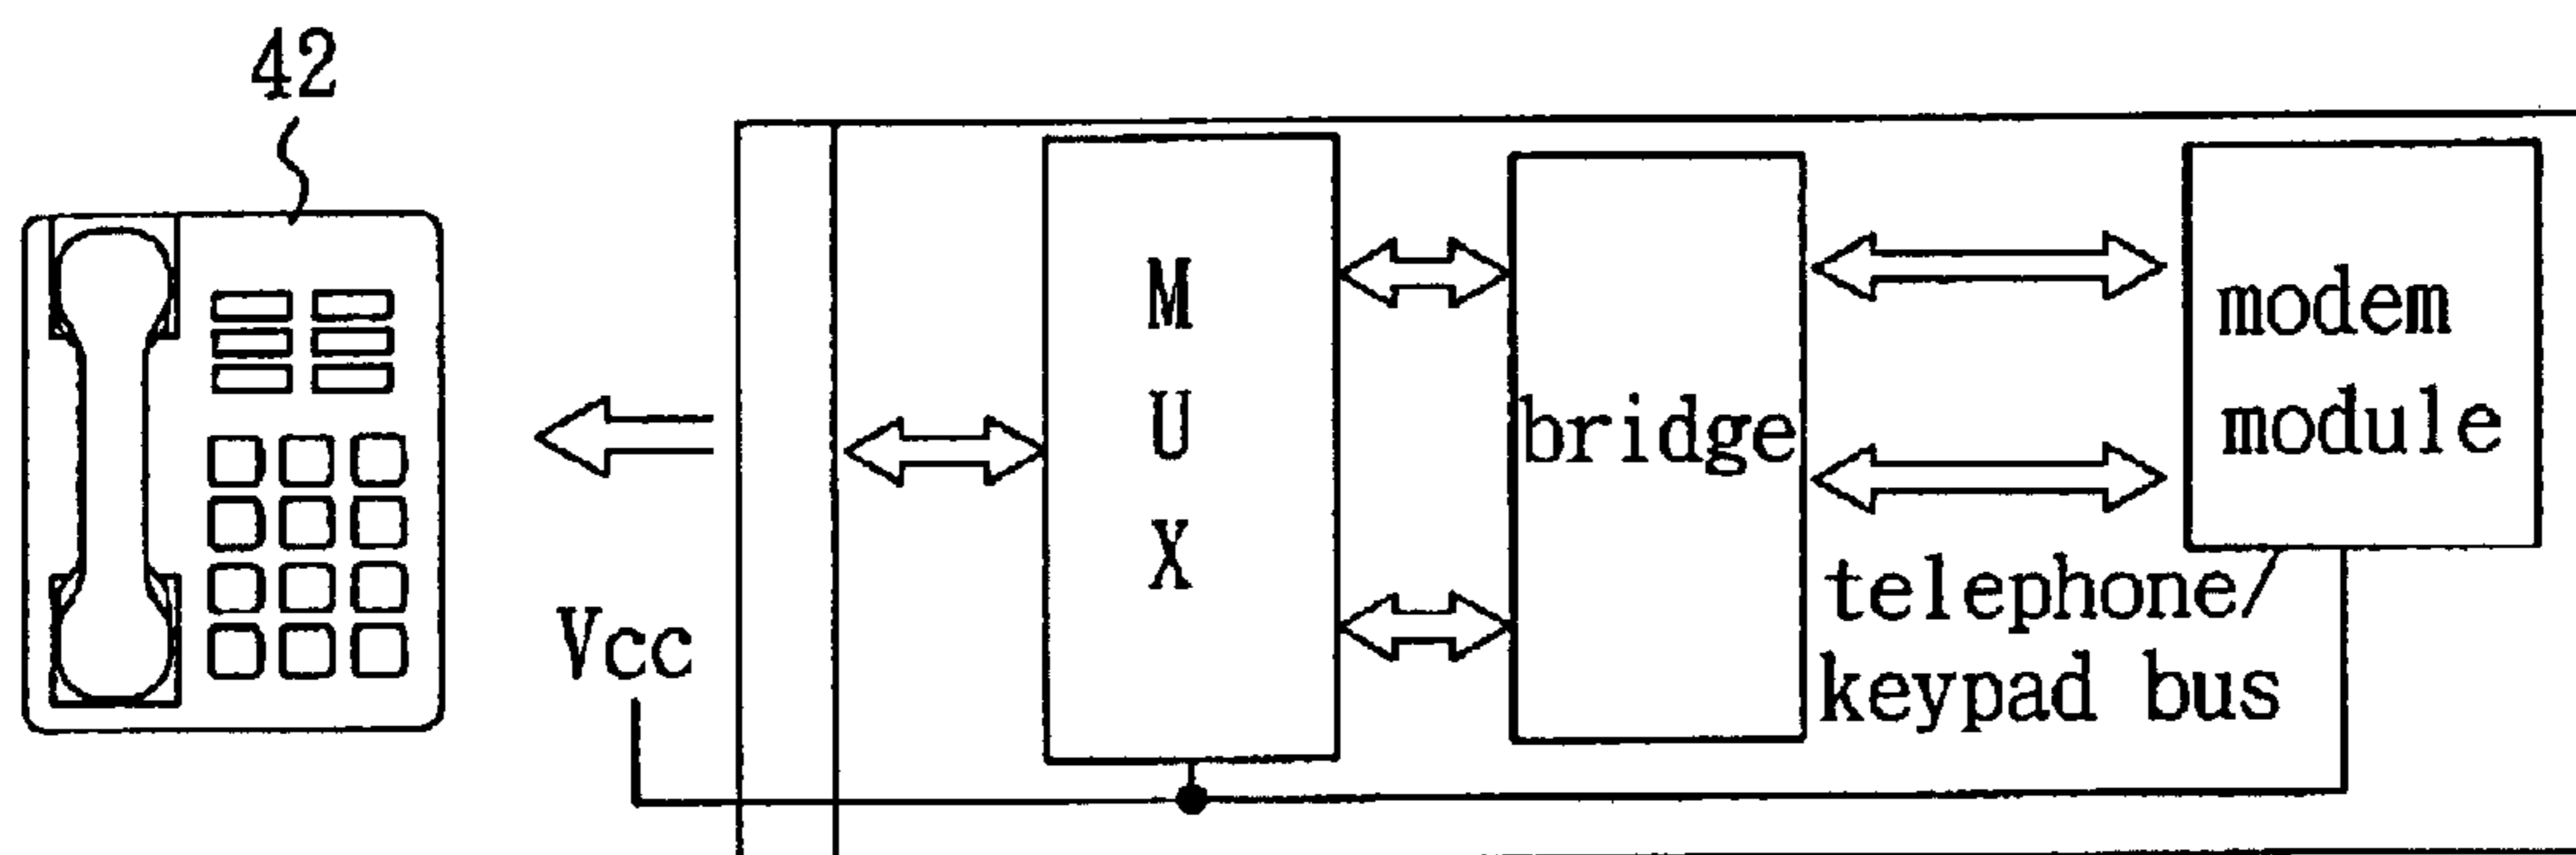 42
M
U
X
bridge
modem
module
telephone/
keypad bus
Vcc